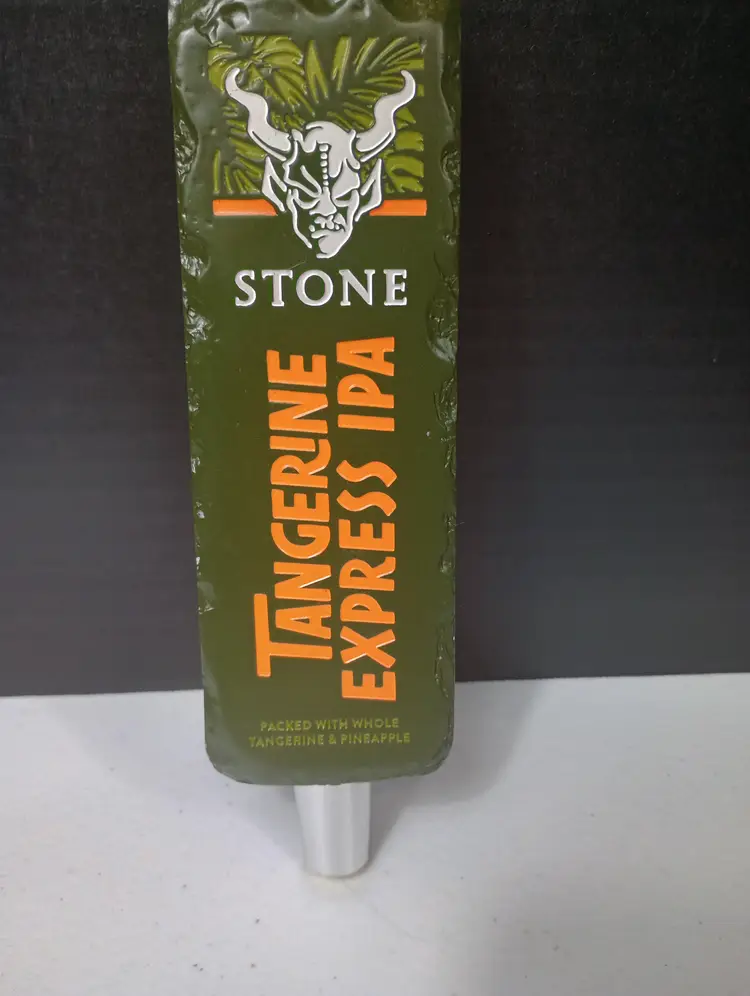 STONE
TANGERINE
EXPRESS IPA
PACKED WITH WHOLE
TANGERINE & PINEAPPLE